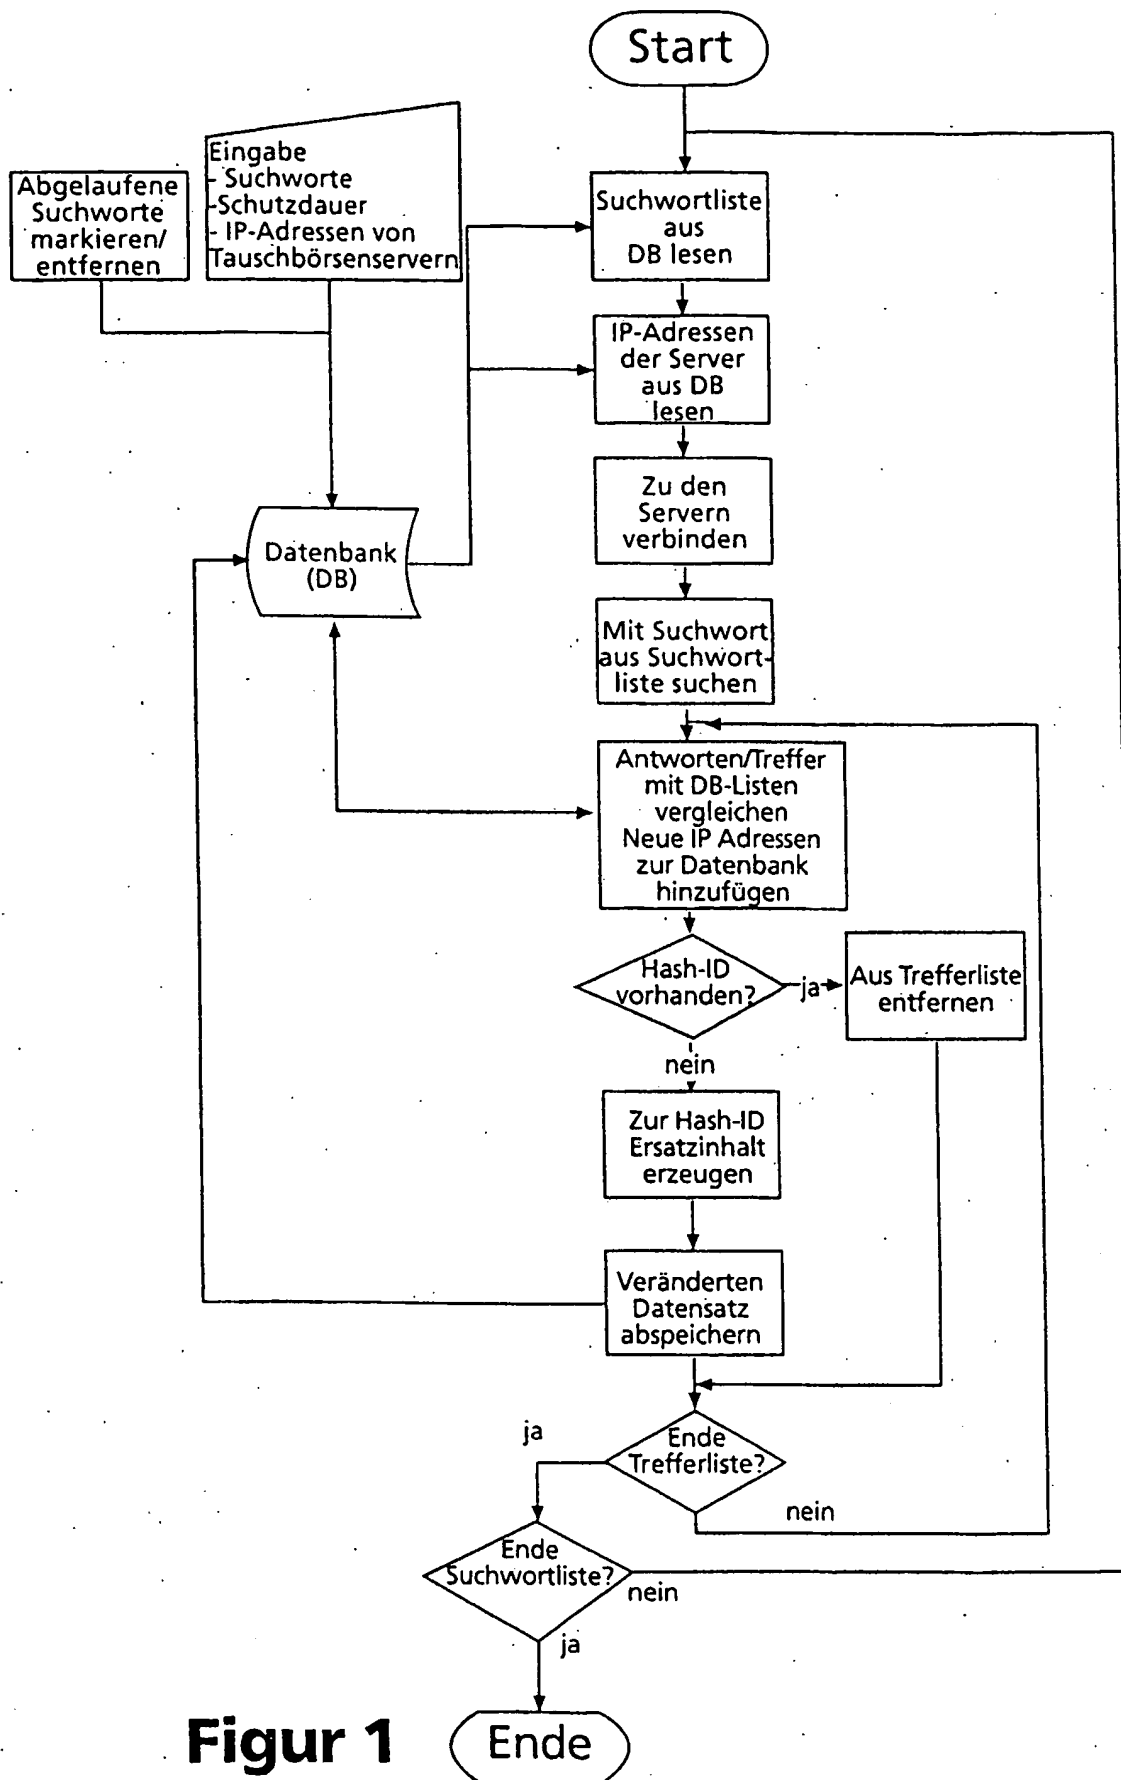 Start
Eingabe
- Suchworte
-Schutzdauer
- IP-Adressen von
Tauschbörsenservern
Abgelaufene
Suchworte
markieren/
entfernen
Suchwortliste
aus
DB lesen
IP-Adressen
der Server
aus DB
lesen
Zu den
Servern
verbinden
Datenbank
(DB)
Mit Suchwort
aus Suchwort-
liste suchen
Antworten/Treffer
mit DB-Listen
vergleichen
Neue IP Adressen
zur Datenbank
hinzufügen
Hash-ID
vorhanden?
ja
Aus Trefferliste
entfernen
nein
Zur Hash-ID
Ersatzinhalt
erzeugen
Veränderten
Datensatz
abspeichern
Ende
Trefferliste?
ja
nein
Ende
Suchwortliste?
nein
ja
Ende
Figur 1